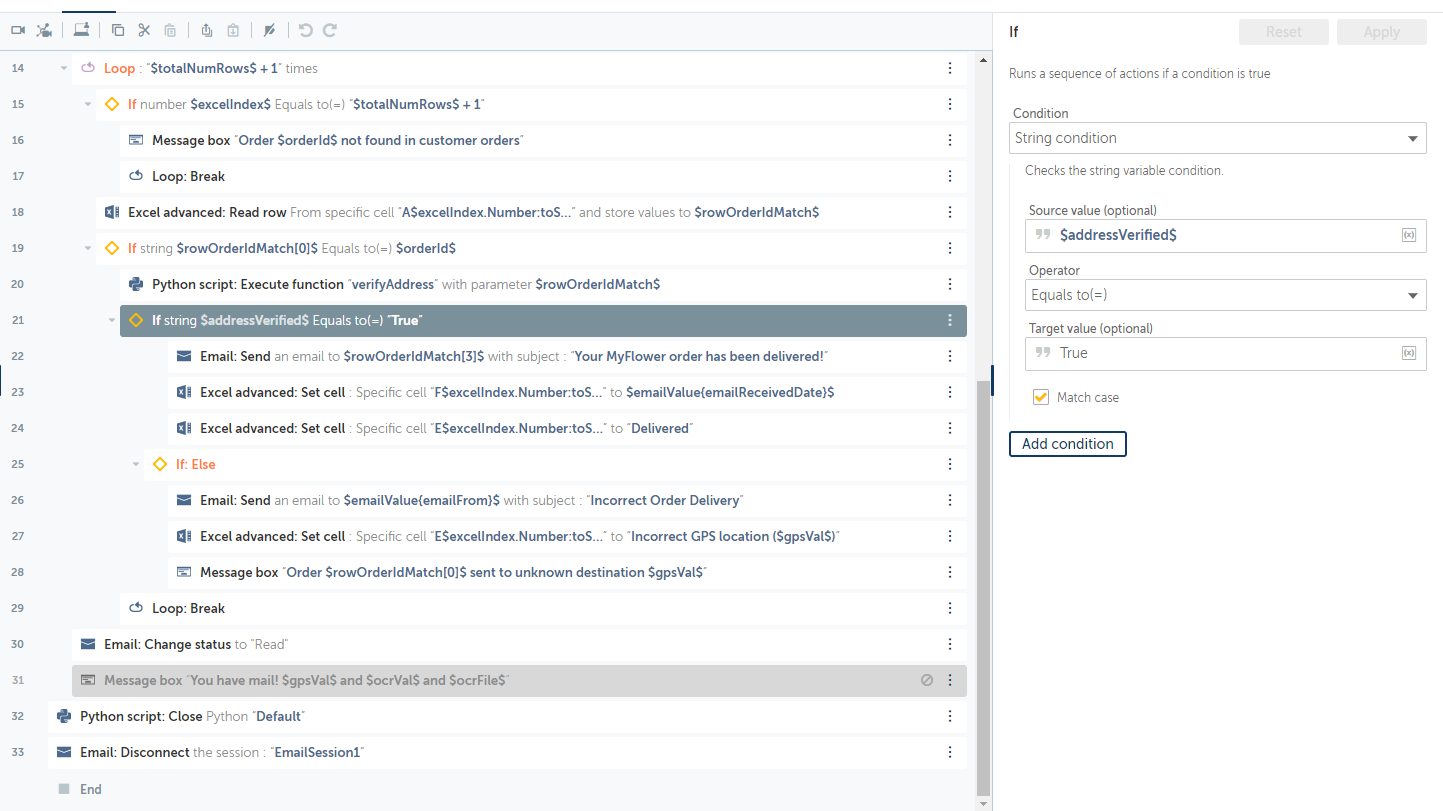 14 Loop : "$totalNumRows$ + 1" times
15 If number $excelIndex$ Equals to(=) "$totalNumRows$ + 1"
16 Message box "Order $orderId$ not found in customer orders"
17 Loop: Break
18 Excel advanced: Read row From specific cell "A$excelIndex.Number:toS..." and store values to $rowOrderIdMatch$
19 If string $rowOrderIdMatch[0]$ Equals to(=) $orderId$
20 Python script: Execute function "verifyAddress" with parameter $rowOrderIdMatch$
21 If string $addressVerified$ Equals to(=) "True"
22 Email: Send an email to $rowOrderIdMatch[3]$ with subject : "Your MyFlower order has been delivered!"
23 Excel advanced: Set cell : Specific cell "F$excelIndex.Number:toS..." to $emailValue{emailReceivedDate}$
24 Excel advanced: Set cell : Specific cell "E$excelIndex.Number:toS..." to "Delivered"
25 If: Else
26 Email: Send an email to $emailValue{emailFrom}$ with subject : "Incorrect Order Delivery"
27 Excel advanced: Set cell : Specific cell "E$excelIndex.Number:toS..." to "Incorrect GPS location ($gpsVal$)"
28 Message box "Order $rowOrderIdMatch[0]$ sent to unknown destination $gpsVal$"
29 Loop: Break
30 Email: Change status to "Read"
31 Message box "You have mail! $gpsVal$ and $ocrVal$ and $ocrFile$"
32 Python script: Close Python "Default"
33 Email: Disconnect the session : "EmailSession1"
End
If
Reset
Apply
Runs a sequence of actions if a condition is true
Condition
String condition
Checks the string variable condition.
Source value (optional)
$addressVerified$
(x)
Operator
Equals to(=)
Target value (optional)
True
(x)
Match case
Add condition